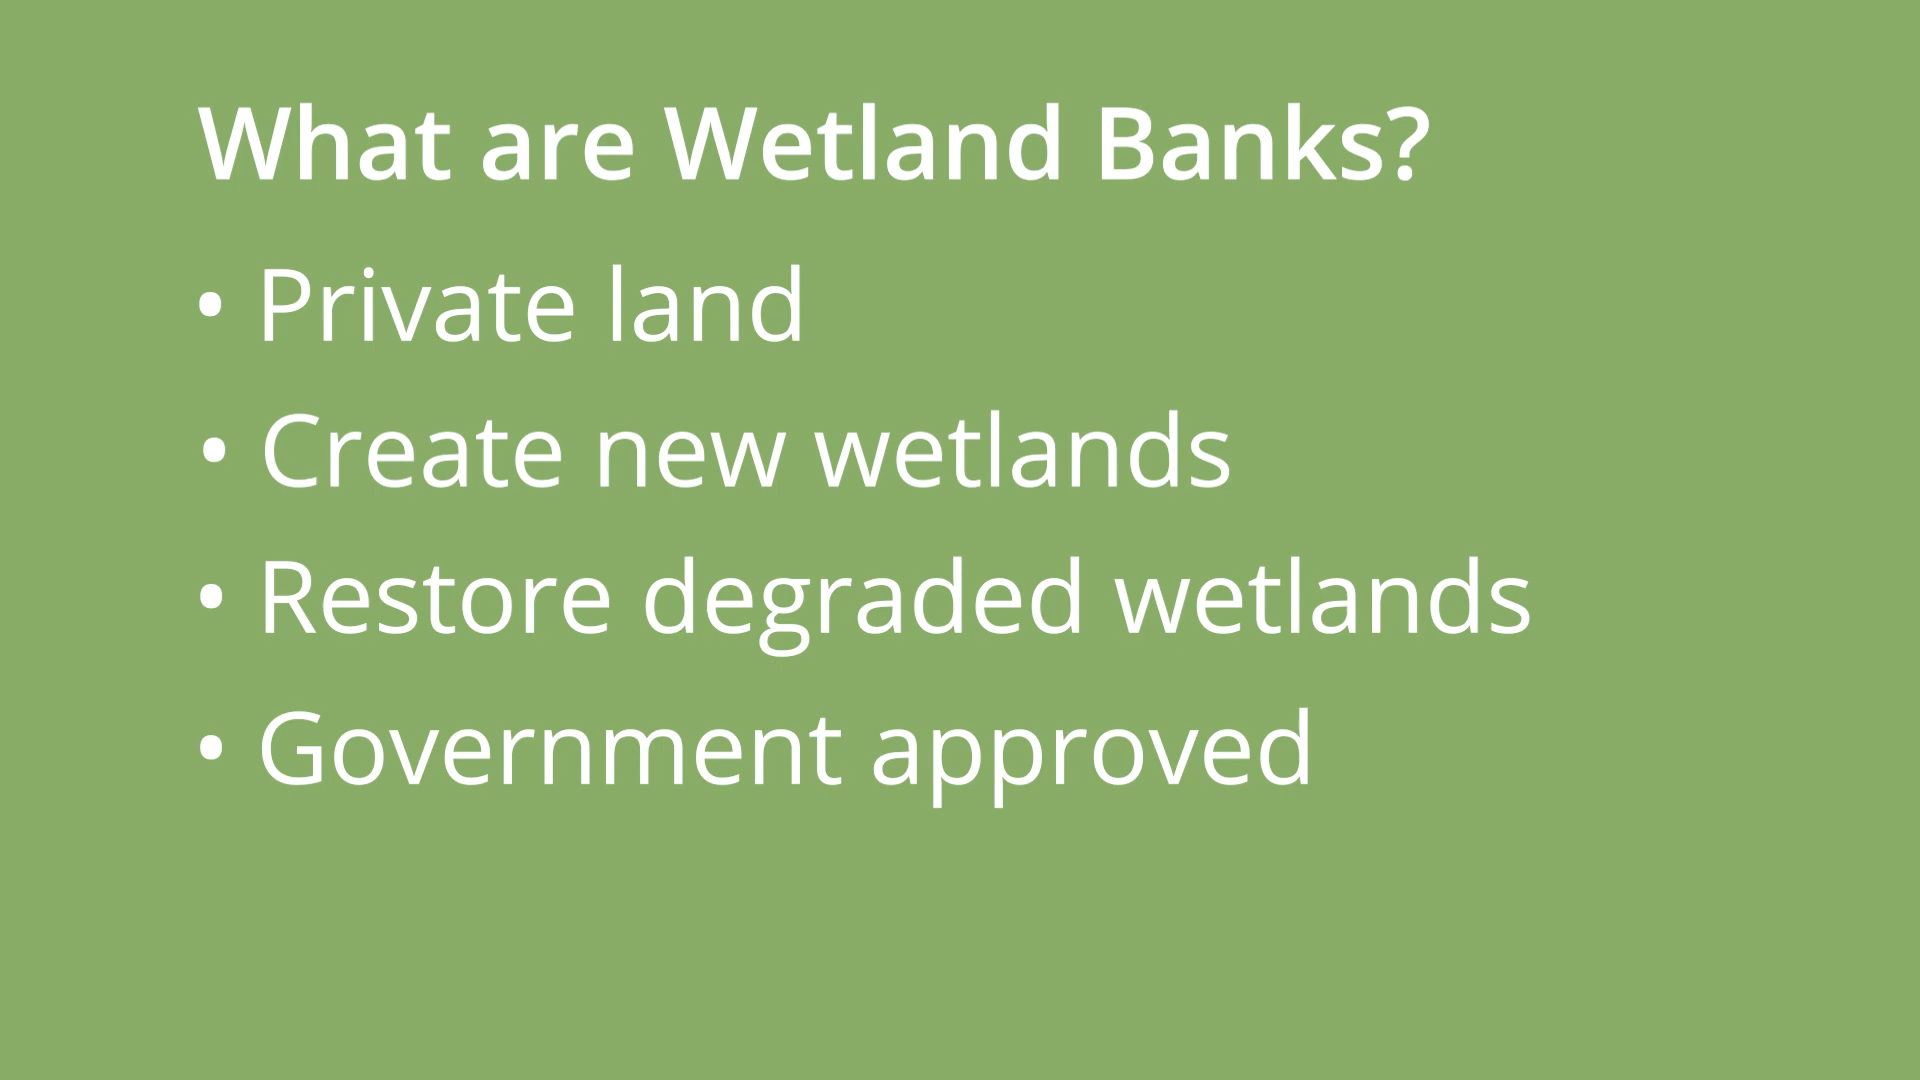 What are Wetland Banks?
• Private land
• Create new wetlands
• Restore degraded wetlands
• Government approved